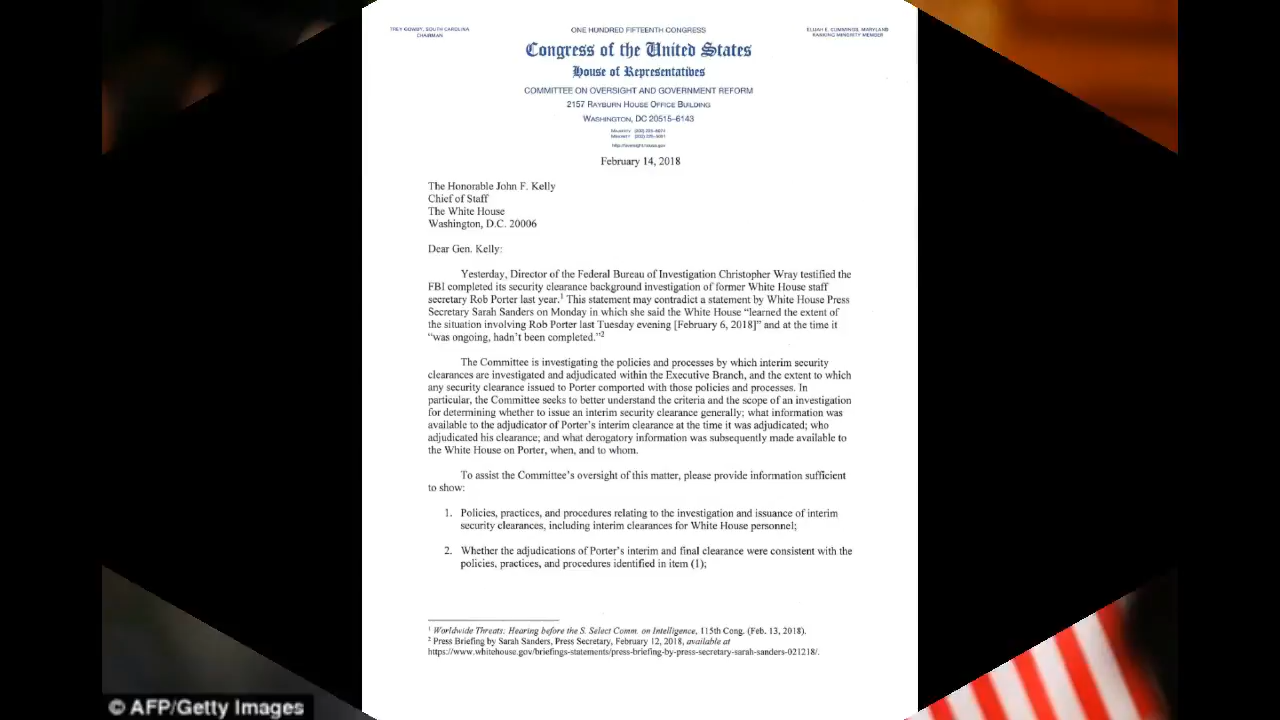 TREY GOWDY, SOUTH CAROLINA
CHAIRMAN
ONE HUNDRED FIFTEENTH CONGRESS
ELIJAH E. CUMMINGS, MARYLAND
RANKING MINORITY MEMBER
Congress of the United States
House of Representatives
COMMITTEE ON OVERSIGHT AND GOVERNMENT REFORM
2157 RAYBURN HOUSE OFFICE BUILDING
WASHINGTON, DC 20515–6143
MAJORITY
MINORITY
http://oversight.house.gov
February 14, 2018
The Honorable John F. Kelly
Chief of Staff
The White House
Washington, D.C. 20006
Dear Gen. Kelly:
Yesterday, Director of the Federal Bureau of Investigation Christopher Wray testified the
FBI completed its security clearance background investigation of former White House staff
secretary Rob Porter last year.1 This statement may contradict a statement by White House Press
Secretary Sarah Sanders on Monday in which she said the White House “learned the extent of
the situation involving Rob Porter last Tuesday evening [February 6, 2018]” and at the time it
“was ongoing, hadn’t been completed.”2
The Committee is investigating the policies and processes by which interim security
clearances are investigated and adjudicated within the Executive Branch, and the extent to which
any security clearance issued to Porter comported with those policies and processes. In
particular, the Committee seeks to better understand the criteria and the scope of an investigation
for determining whether to issue an interim security clearance generally; what information was
available to the adjudicator of Porter’s interim clearance at the time it was adjudicated; who
adjudicated his clearance; and what derogatory information was subsequently made available to
the White House on Porter, when, and to whom.
To assist the Committee’s oversight of this matter, please provide information sufficient
to show:
1. Policies, practices, and procedures relating to the investigation and issuance of interim
security clearances, including interim clearances for White House personnel;
2. Whether the adjudications of Porter’s interim and final clearance were consistent with the
policies, practices, and procedures identified in item (1);
1 Worldwide Threats: Hearing before the S. Select Comm. on Intelligence, 115th Cong. (Feb. 13, 2018).
2 Press Briefing by Sarah Sanders, Press Secretary, February 12, 2018, available at
https://www.whitehouse.gov/briefings-statements/press-briefing-by-press-secretary-sarah-sanders-021218/.
© AFP/Getty Images